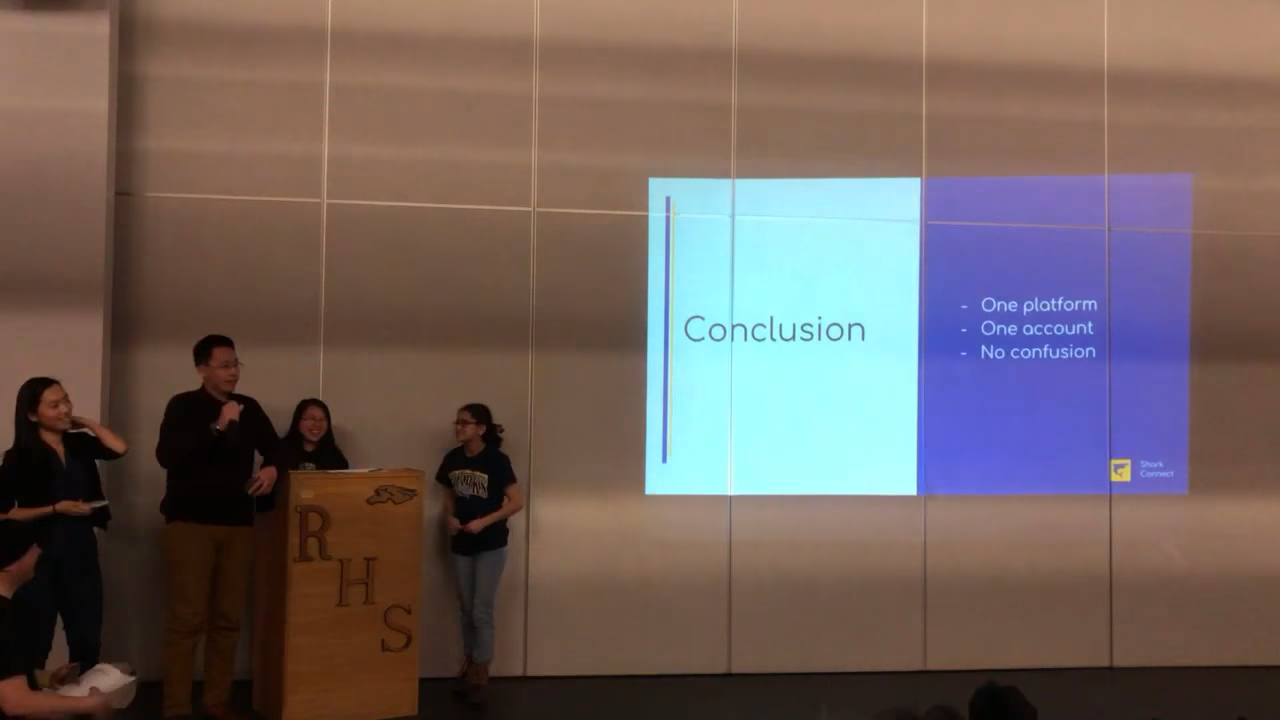 Conclusion
- One platform
- One account
- No confusion
Shark
Connect
R
H
S